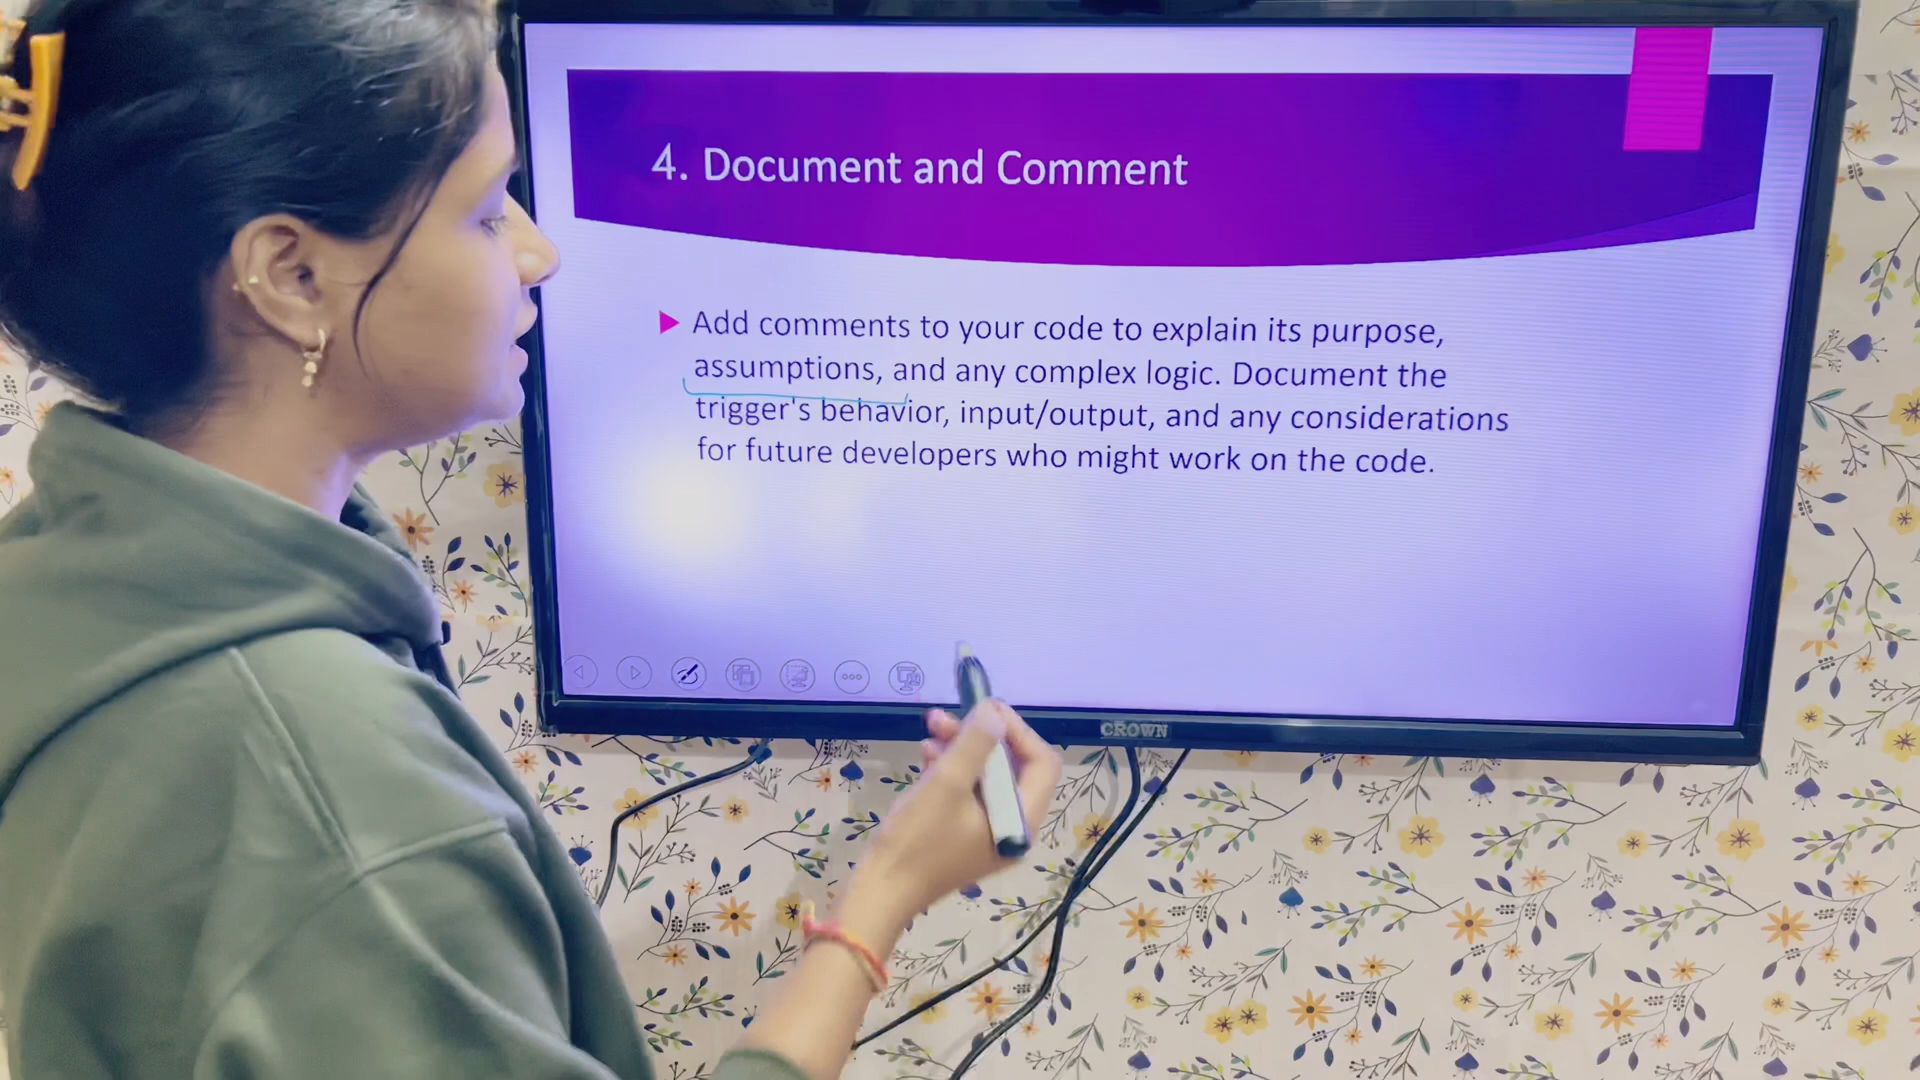 4. Document and Comment
Add comments to your code to explain its purpose,
assumptions, and any complex logic. Document the
trigger's behavior, input/output, and any considerations
for future developers who might work on the code.
CROWN